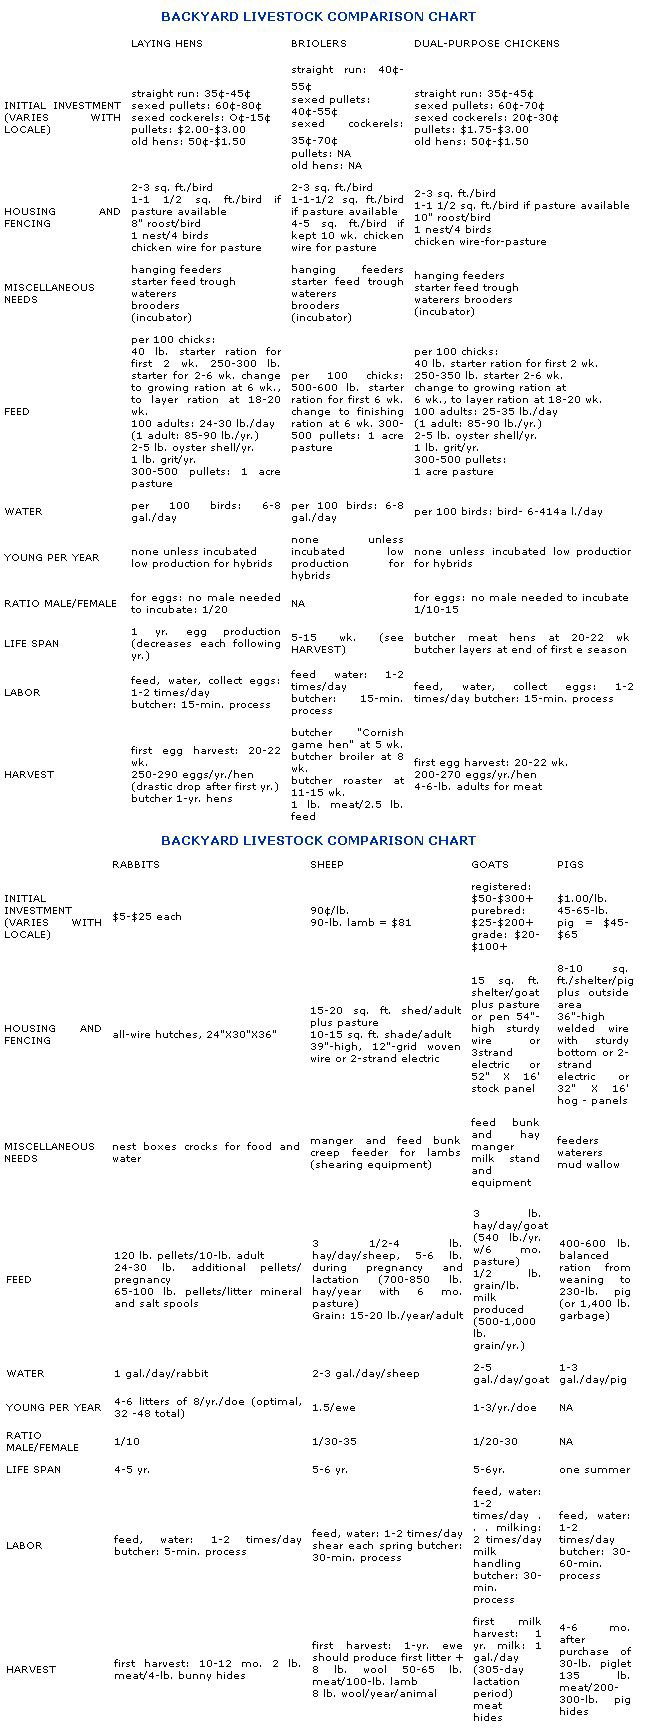 BACKYARD LIVESTOCK COMPARISON CHART
LAYING HENS
BRIOLERS
DUAL-PURPOSE CHICKENS
INITIAL INVESTMENT
(VARIES WITH
LOCALE)
straight run: 35¢-45¢
sexed pullets: 60¢-80¢
sexed cockerels: O¢-15¢
pullets: $2.00-$3.00
old hens: 50¢-$1.50
straight run: 40¢-
55¢
sexed pullets:
40¢-55¢
sexed cockerels:
35¢-70¢
pullets: NA
old hens: NA
straight run: 35¢-45¢
sexed pullets: 60¢-70¢
sexed cockerels: 20¢-30¢
pullets: $1.75-$3.00
old hens: 50¢-$1.50
HOUSING AND
FENCING
2-3 sq. ft./bird
1-1 1/2 sq. ft./bird if
pasture available
8" roost/bird
1 nest/4 birds
chicken wire for pasture
2-3 sq. ft./bird
1-1-1/2 sq. ft./bird
if pasture available
4-5 sq. ft./bird if
kept 10 wk. chicken
wire for pasture
2-3 sq. ft./bird
1-1 1/2 sq. ft./bird if pasture available
10" roost/bird
1 nest/4 birds
chicken wire-for-pasture
MISCELLANEOUS
NEEDS
hanging feeders
starter feed trough
waterers
brooders
(incubator)
hanging feeders
starter feed trough
waterers
brooders
(incubator)
hanging feeders
starter feed trough
waterers brooders
(incubator)
FEED
per 100 chicks:
40 lb. starter ration for
first 2 wk. 250-300 lb.
starter for 2-6 wk. change
to growing ration at 6 wk.,
to layer ration at 18-20
wk.
100 adults: 24-30 lb./day
(1 adult: 85-90 lb./yr.)
2-5 lb. oyster shell/yr.
1 lb. grit/yr.
300-500 pullets: 1 acre
pasture
per 100 chicks:
500-600 lb. starter
ration for first 6 wk.
change to finishing
ration at 6 wk. 300-
500 pullets: 1 acre
pasture
per 100 chicks:
40 lb. starter ration for first 2 wk.
250-350 lb. starter 2-6 wk.
change to growing ration at
6 wk., to layer ration at 18-20 wk.
100 adults: 25-35 lb./day
(1 adult: 85-90 lb./yr.)
2-5 lb. oyster shell/yr.
1 lb. grit/yr.
300-500 pullets:
1 acre pasture
WATER
per 100 birds: 6-8
gal./day
per 100 birds: 6-8
gal./day
per 100 birds: bird- 6-414a l./day
YOUNG PER YEAR
none unless incubated
low production for hybrids
none unless
incubated low
production for
hybrids
none unless incubated low production
for hybrids
RATIO MALE/FEMALE
for eggs: no male needed
to incubate: 1/20
NA
for eggs: no male needed to incubate
1/10-15
LIFE SPAN
1 yr. egg production
(decreases each following
yr.)
5-15 wk. (see
HARVEST)
butcher meat hens at 20-22 wk
butcher layers at end of first e season
LABOR
feed, water, collect eggs:
1-2 times/day
butcher: 15-min. process
feed water: 1-2
times/day
butcher: 15-min.
process
feed, water, collect eggs: 1-2
times/day butcher: 15-min. process
HARVEST
first egg harvest: 20-22
wk.
250-290 eggs/yr./hen
(drastic drop after first yr.)
butcher 1-yr. hens
butcher "Cornish
game hen" at 5 wk.
butcher broiler at 8
wk.
butcher roaster at
11-15 wk.
1 lb. meat/2.5 lb.
feed
first egg harvest: 20-22 wk.
200-270 eggs/yr./hen
4-6-lb. adults for meat
BACKYARD LIVESTOCK COMPARISON CHART
RABBITS
SHEEP
GOATS
PIGS
INITIAL
INVESTMENT
(VARIES WITH
LOCALE)
$5-$25 each
90¢/lb.
90-lb. lamb = $81
registered:
$50-$300+
purebred:
$25-$200+
grade: $20-
$100+
$1.00/lb.
45-65-lb.
pig = $45-
$65
HOUSING AND
FENCING
all-wire hutches, 24"X30"X36"
15-20 sq. ft. shed/adult
plus pasture
10-15 sq. ft. shade/adult
39"-high, 12"-grid woven
wire or 2-strand electric
15 sq. ft.
shelter/goat
plus pasture
or pen 54"-
high sturdy
wire or
3strand
electric or
52" X 16'
stock panel
8-10 sq.
ft./shelter/pig
plus outside
area
36"-high
welded wire
with sturdy
bottom or 2-
strand
electric or
32" X 16'
hog - panels
MISCELLANEOUS
NEEDS
nest boxes crocks for food and
water
manger and feed bunk
creep feeder for lambs
(shearing equipment)
feed bunk
and hay
manger
milk stand
and
equipment
feeders
waterers
mud wallow
FEED
120 lb. pellets/10-lb. adult
24-30 lb. additional pellets/
pregnancy
65-100 lb. pellets/litter mineral
and salt spools
3 1/2-4 lb.
hay/day/sheep, 5-6 lb.
during pregnancy and
lactation (700-850 lb.
hay/year with 6 mo.
pasture)
Grain: 15-20 lb./year/adult
3 lb.
hay/day/goat
(540 lb./yr.
w/6 mo.
pasture)
1/2 lb.
grain/lb.
milk
produced
(500-1,000
lb.
grain/yr.)
400-600 lb.
balanced
ration from
weaning to
230-lb. pig
(or 1,400 lb.
garbage)
WATER
1 gal./day/rabbit
2-3 gal./day/sheep
2-5
gal./day/goat
1-3
gal./day/pig
YOUNG PER YEAR
4-6 litters of 8/yr./doe (optimal,
32 -48 total)
1.5/ewe
1-3/yr./doe
NA
RATIO
MALE/FEMALE
1/10
1/30-35
1/20-30
NA
LIFE SPAN
4-5 yr.
5-6 yr.
5-6yr.
one summer
LABOR
feed, water: 1-2 times/day
butcher: 5-min. process
feed, water: 1-2 times/day
shear each spring butcher:
30-min. process
feed, water:
1-2
times/day .
. . milking:
2 times/day
milk
handling
butcher: 30-
min.
process
feed, water:
1-2
times/day
butcher: 30-
60-min.
process
HARVEST
first harvest: 10-12 mo. 2 lb.
meat/4-lb. bunny hides
first harvest: 1-yr. ewe
should produce first litter +
8 lb. wool 50-65 lb.
meat/100-lb. lamb
8 lb. wool/year/animal
first milk
harvest: 1
yr. milk: 1
gal./day
(305-day
lactation
period)
meat
hides
4-6 mo.
after
purchase of
30-lb. piglet
135 lb.
meat/200-
300-lb. pig
hides